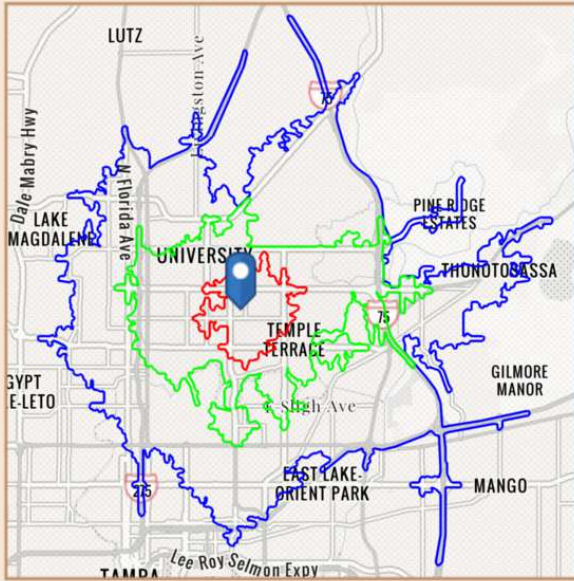 LUTZ
Livingston Ave
75
Dale Mabry Hwy
N Florida Ave
PINE RIDGE
ESTATES
LAKE
MAGDALENE
UNIVERSITY
THONOTOSASSA
75
TEMPLE
TERRACE
GYPT
E-LETO
GILMORE
MANOR
E Sligh Ave
EAST LAKE-
ORIENT PARK
275
MANGO
Lee Roy Selmon Expy
TAMPA